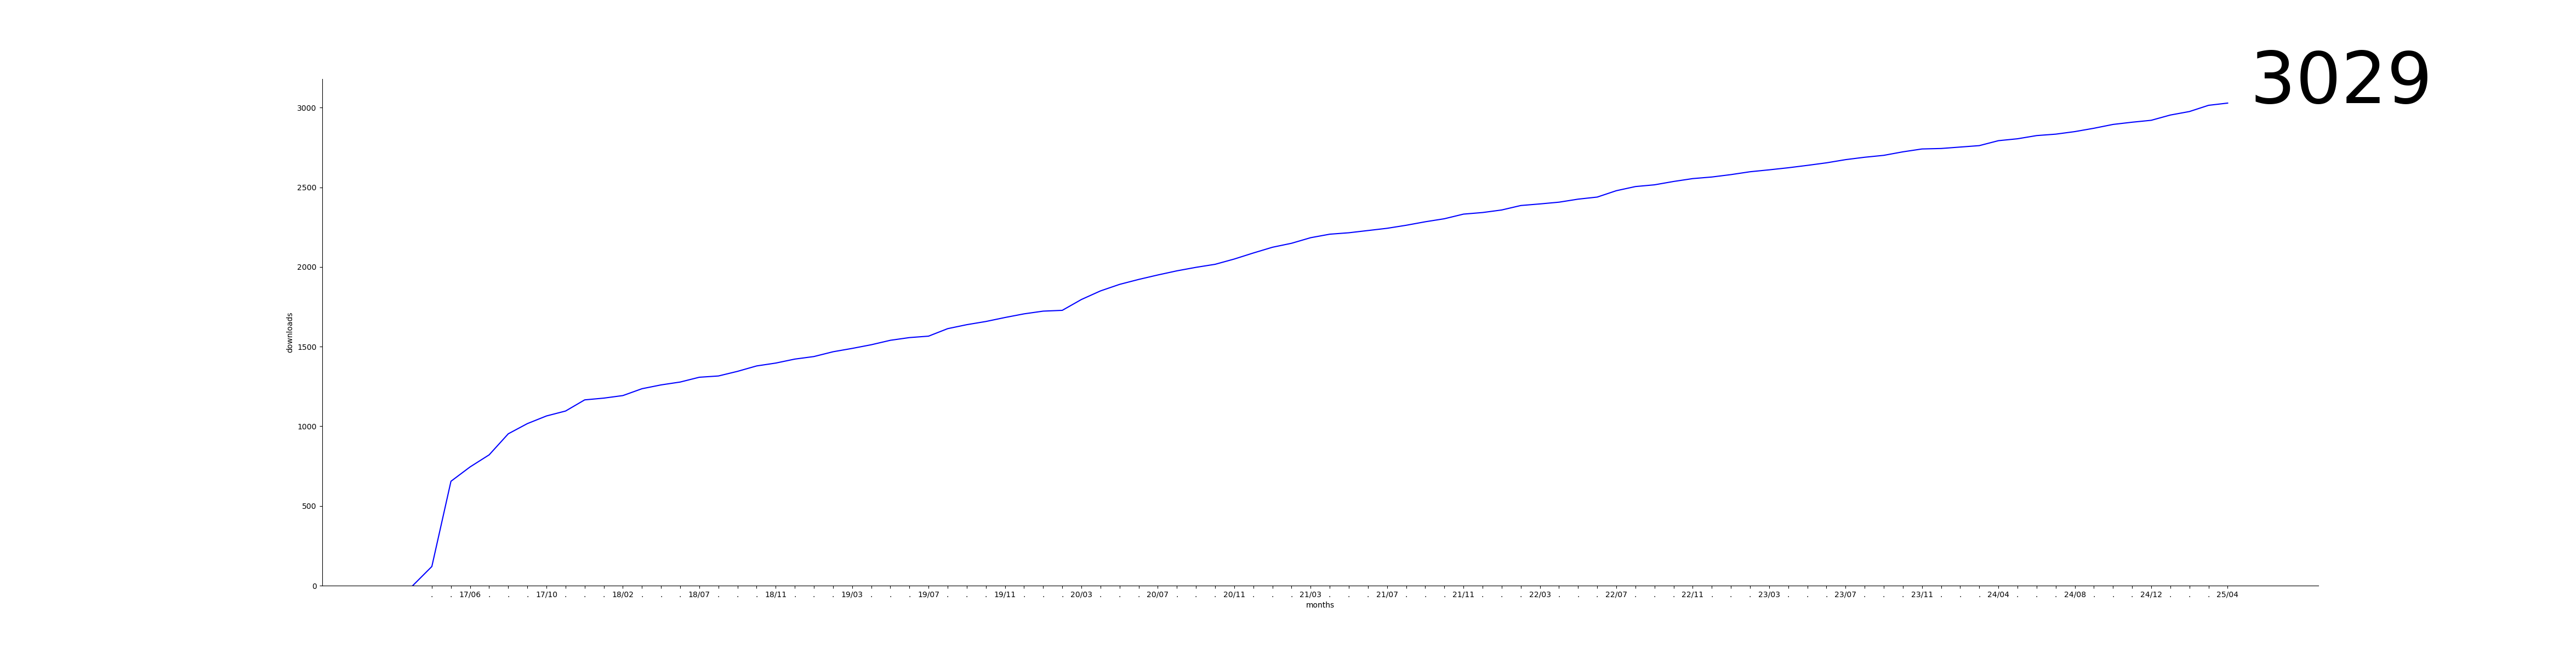 3029
3000
2500
2000
1500
1000
500
0
downloads
. . 17/06 . . . 17/10 . . . 18/02 . . . 18/07 . . . 18/11 . . . 19/03 . . . 19/07 . . . 19/11 . . . 20/03 . . . 20/07 . . . 20/11 . . . 21/03 . . . 21/07 . . . 21/11 . . . 22/03 . . . 22/07 . . . 22/11 . . . 23/03 . . . 23/07 . . . 23/11 . . . 24/04 . . . 24/08 . . . 24/12 . . . 25/04
months